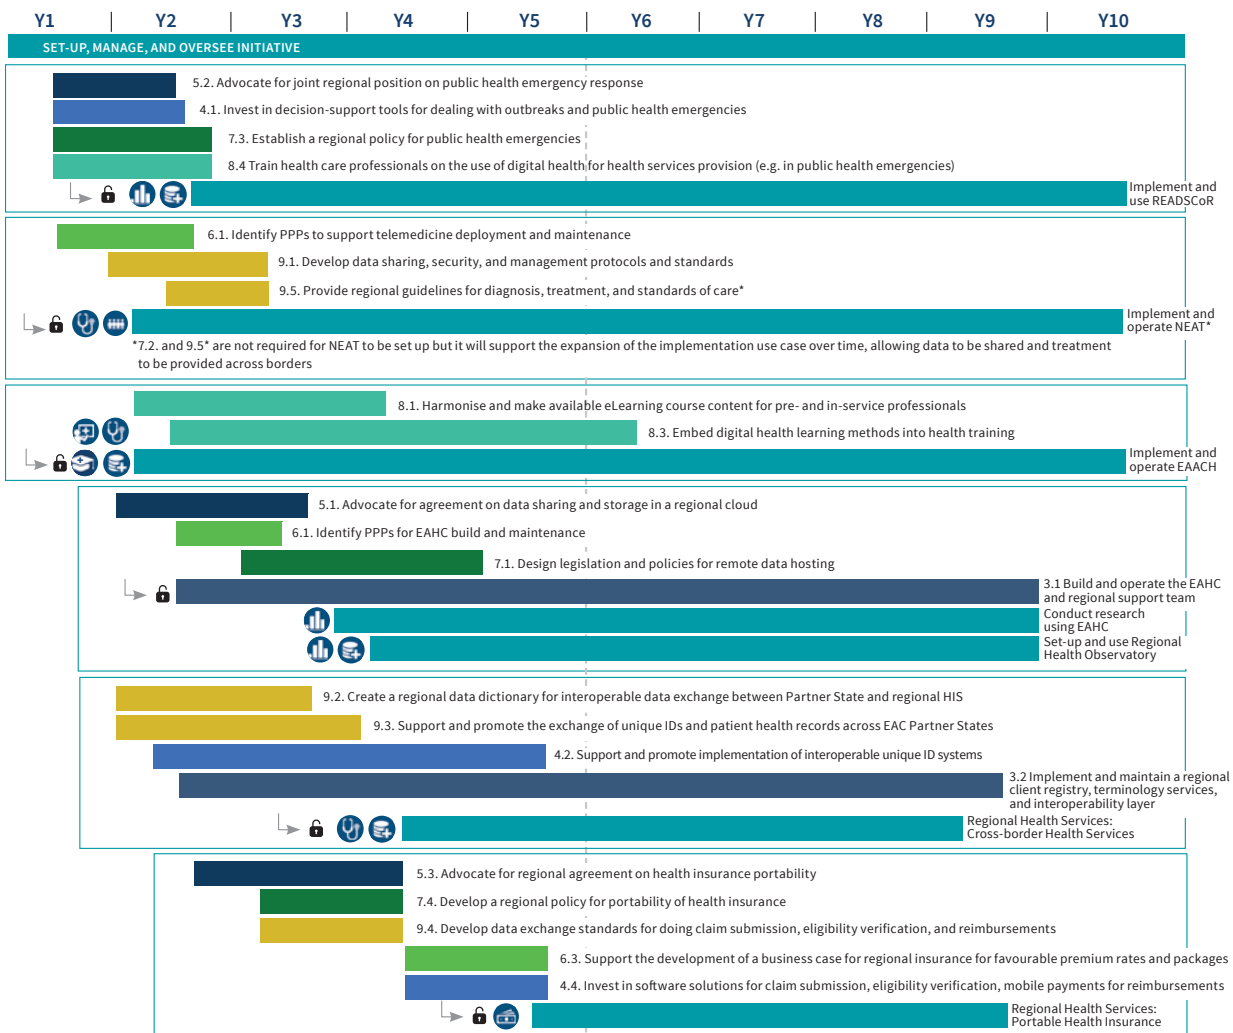 Y1 | Y2 | Y3 | Y4 | Y5 | Y6 | Y7 | Y8 | Y9 | Y10
SET-UP, MANAGE, AND OVERSEE INITIATIVE
5.2. Advocate for joint regional position on public health emergency response
4.1. Invest in decision-support tools for dealing with outbreaks and public health emergencies
7.3. Establish a regional policy for public health emergencies
8.4 Train health care professionals on the use of digital health for health services provision (e.g. in public health emergencies)
Implement and
use READSCoR
6.1. Identify PPPs to support telemedicine deployment and maintenance
9.1. Develop data sharing, security, and management protocols and standards
9.5. Provide regional guidelines for diagnosis, treatment, and standards of care*
Implement and
operate NEAT*
*7.2. and 9.5* are not required for NEAT to be set up but it will support the expansion of the implementation use case over time, allowing data to be shared and treatment
to be provided across borders
8.1. Harmonise and make available eLearning course content for pre- and in-service professionals
8.3. Embed digital health learning methods into health training
Implement and
operate EAACH
5.1. Advocate for agreement on data sharing and storage in a regional cloud
6.1. Identify PPPs for EAHC build and maintenance
7.1. Design legislation and policies for remote data hosting
3.1 Build and operate the EAHC
and regional support team
Conduct research
using EAHC
Set-up and use Regional
Health Observatory
9.2. Create a regional data dictionary for interoperable data exchange between Partner State and regional HIS
9.3. Support and promote the exchange of unique IDs and patient health records across EAC Partner States
4.2. Support and promote implementation of interoperable unique ID systems
3.2 Implement and maintain a regional
client registry, terminology services,
and interoperability layer
Regional Health Services:
Cross-border Health Services
5.3. Advocate for regional agreement on health insurance portability
7.4. Develop a regional policy for portability of health insurance
9.4. Develop data exchange standards for doing claim submission, eligibility verification, and reimbursements
6.3. Support the development of a business case for regional insurance for favourable premium rates and packages
4.4. Invest in software solutions for claim submission, eligibility verification, mobile payments for reimbursements
Regional Health Services:
Portable Health Insurance